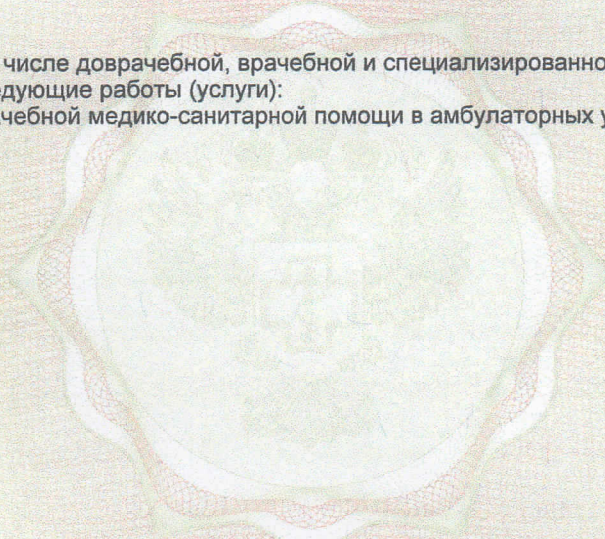 числе доврачебной, врачебной и специализированно
дующие работы (услуги):
чебной медико-санитарной помощи в амбулаторных у